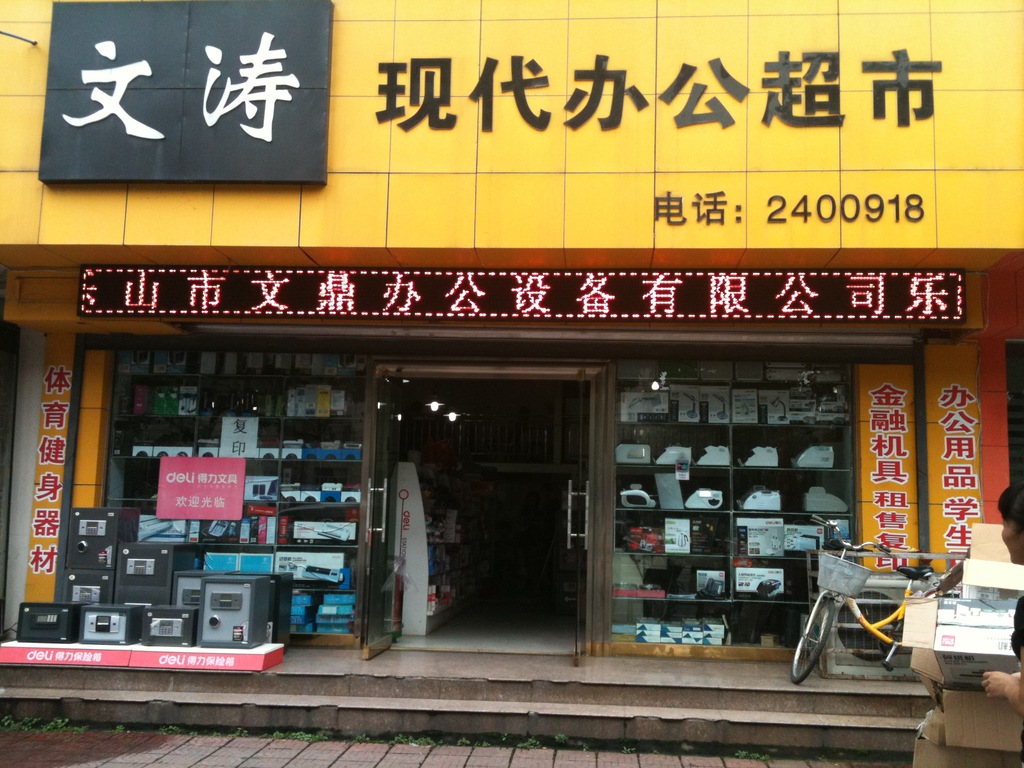 文涛
现代办公超市
电话：2400918
乐山市文鼎办公设备有限公司乐
体育健身器材
复印
deli 得力文具
欢迎光临
deli
金融机具 租售复印
办公用品 学生
deli 得力保险箱
deli 得力保险箱